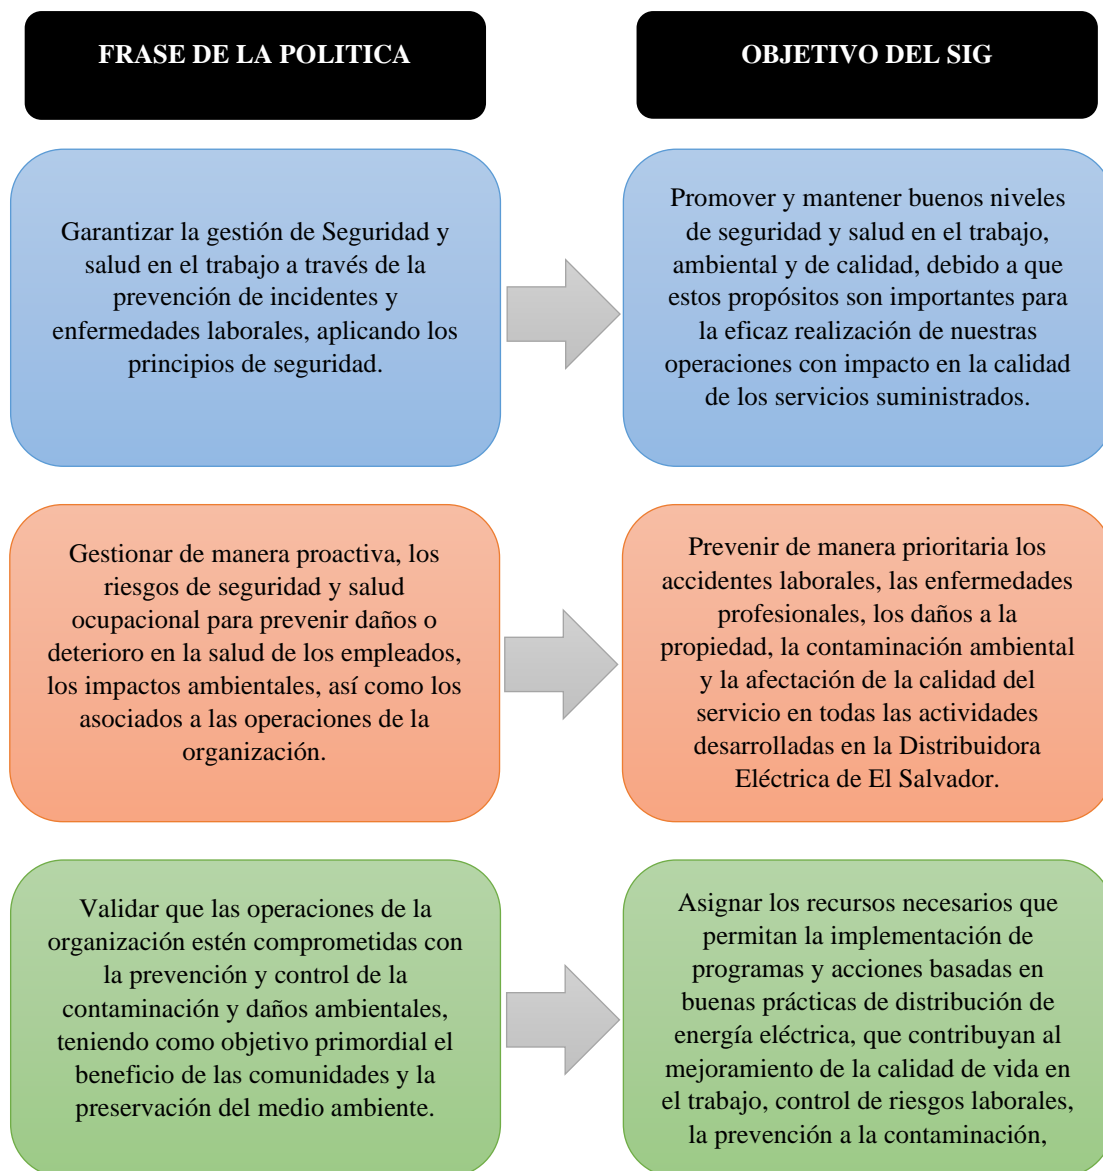 FRASE DE LA POLITICA
OBJETIVO DEL SIG
Garantizar la gestión de Seguridad y
salud en el trabajo a través de la
prevención de incidentes y
enfermedades laborales, aplicando los
principios de seguridad.
Promover y mantener buenos niveles
de seguridad y salud en el trabajo,
ambiental y de calidad, debido a que
estos propósitos son importantes para
la eficaz realización de nuestras
operaciones con impacto en la calidad
de los servicios suministrados.
Gestionar de manera proactiva, los
riesgos de seguridad y salud
ocupacional para prevenir daños o
deterioro en la salud de los empleados,
los impactos ambientales, así como los
asociados a las operaciones de la
organización.
Prevenir de manera prioritaria los
accidentes laborales, las enfermedades
profesionales, los daños a la
propiedad, la contaminación ambiental
y la afectación de la calidad del
servicio en todas las actividades
desarrolladas en la Distribuidora
Eléctrica de El Salvador.
Validar que las operaciones de la
organización estén comprometidas con
la prevención y control de la
contaminación y daños ambientales,
teniendo como objetivo primordial el
beneficio de las comunidades y la
preservación del medio ambiente.
Asignar los recursos necesarios que
permitan la implementación de
programas y acciones basadas en
buenas prácticas de distribución de
energía eléctrica, que contribuyan al
mejoramiento de la calidad de vida en
el trabajo, control de riesgos laborales,
la prevención a la contaminación,